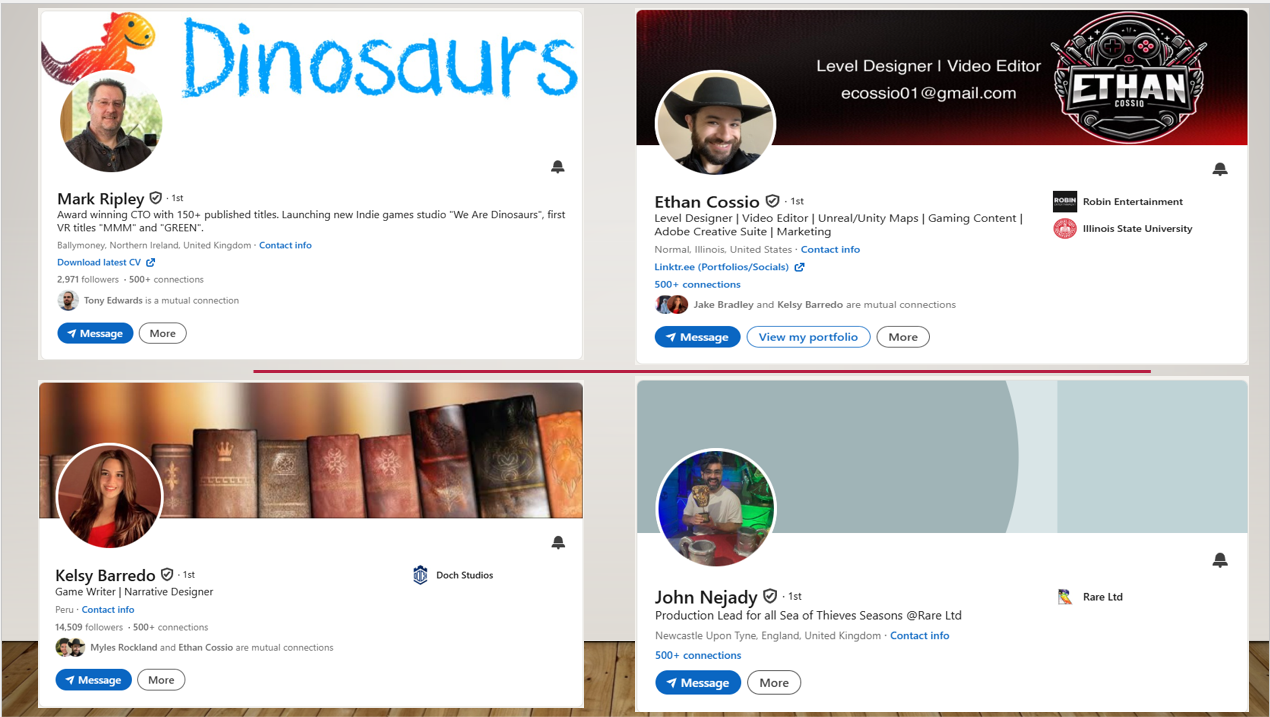 Dinosaurs
Mark Ripley · 1st
Award winning CTO with 150+ published titles. Launching new Indie games studio "We Are Dinosaurs", first
VR titles "MMM" and "GREEN".
Ballymoney, Northern Ireland, United Kingdom · Contact info
Download latest CV
2,971 followers · 500+ connections
Tony Edwards is a mutual connection
Message More
Level Designer | Video Editor
ecossio01@gmail.com
ETHAN
COSSIO
Ethan Cossio · 1st
Level Designer | Video Editor | Unreal/Unity Maps | Gaming Content |
Adobe Creative Suite | Marketing
Normal, Illinois, United States · Contact info
Linktr.ee (Portfolios/Socials)
500+ connections
Jake Bradley and Kelsy Barredo are mutual connections
Message View my portfolio More
ROBIN
Robin Entertainment
Illinois State University
Kelsy Barredo · 1st
Game Writer | Narrative Designer
Peru · Contact info
14,509 followers · 500+ connections
Myles Rockland and Ethan Cossio are mutual connections
Message More
Doch Studios
John Nejady · 1st
Production Lead for all Sea of Thieves Seasons @Rare Ltd
Newcastle Upon Tyne, England, United Kingdom · Contact info
500+ connections
Message More
Rare Ltd